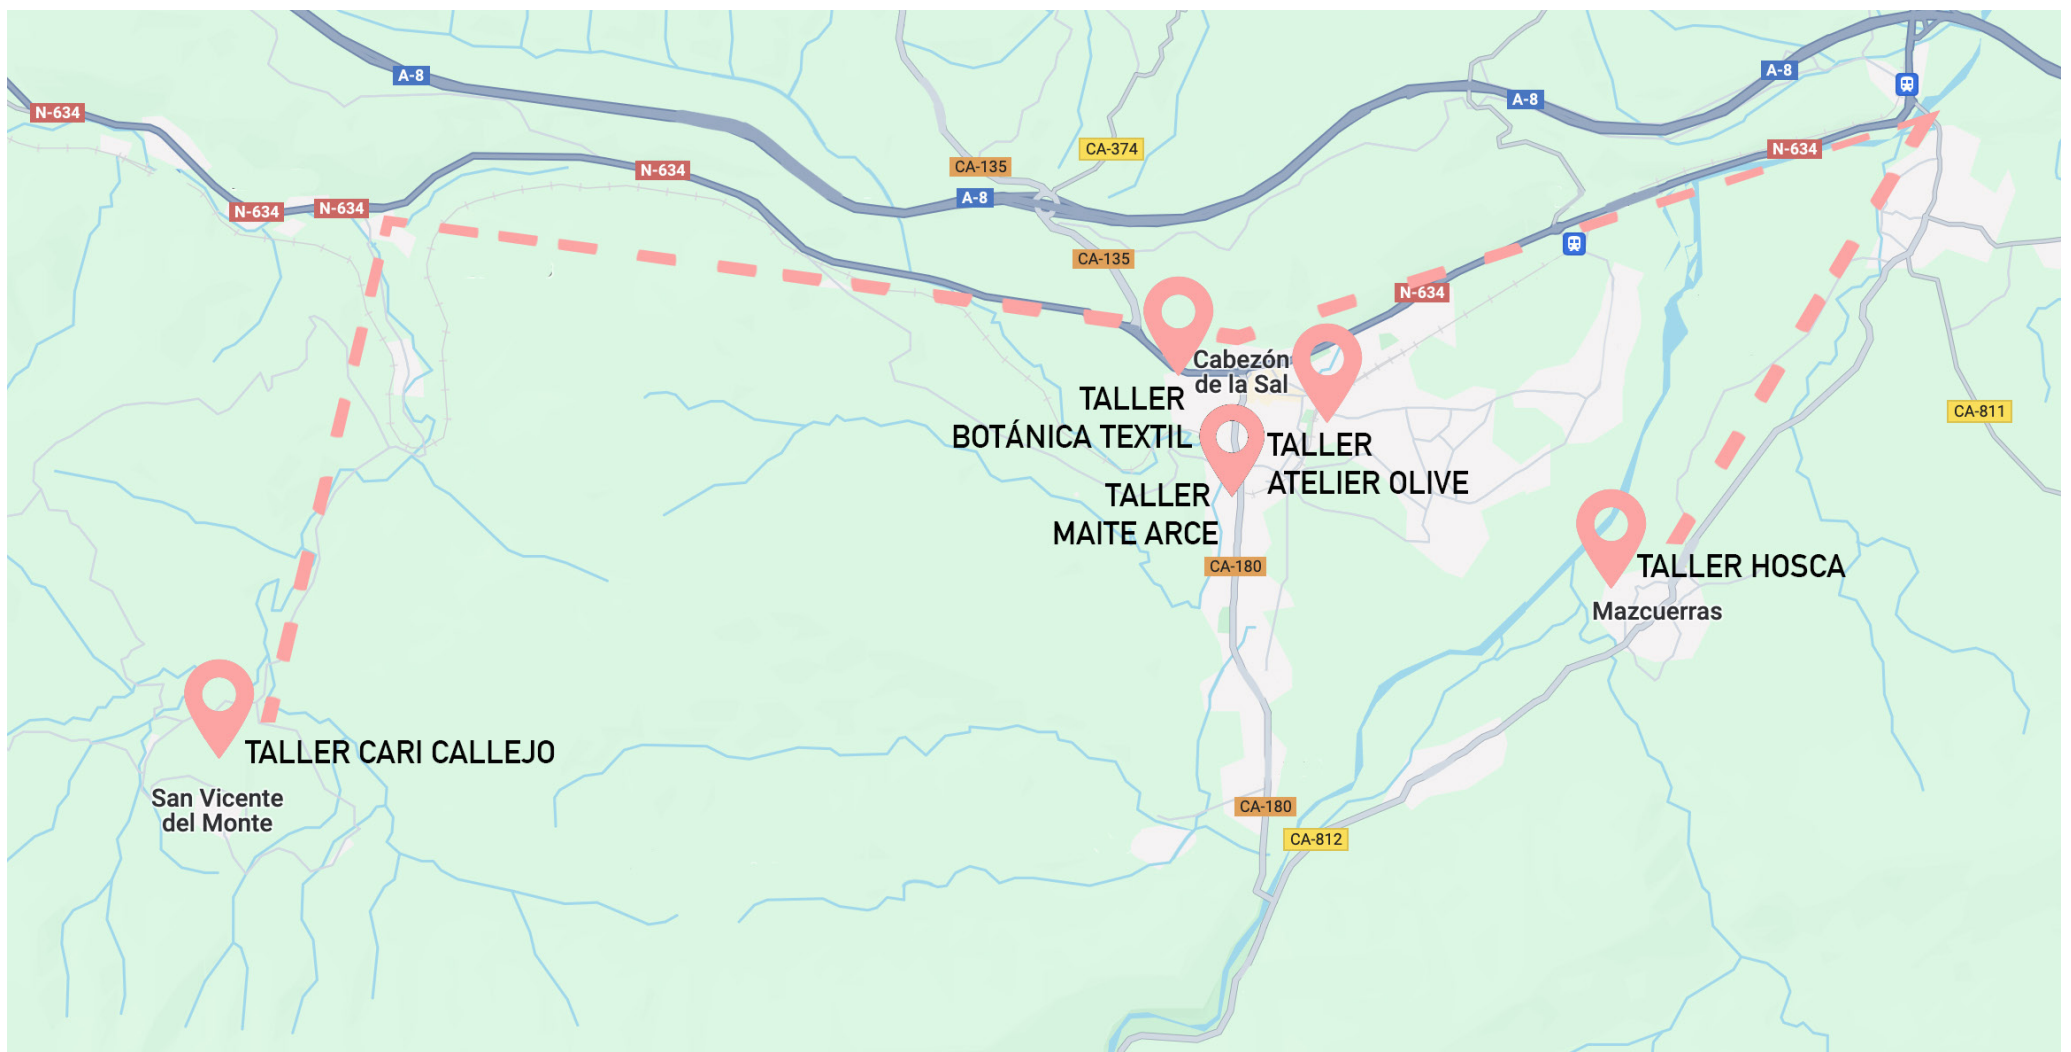 A-8
A-8
A-8
N-634
CA-374
N-634
CA-135
N-634
A-8
N-634
N-634
CA-135
N-634
Cabezón
de la Sal
TALLER
BOTÁNICA TEXTIL
CA-811
TALLER
ATELIER OLIVE
TALLER
MAITE ARCE
CA-180
TALLER HOSCA
Mazcuerras
TALLER CARI CALLEJO
San Vicente
del Monte
CA-180
CA-812